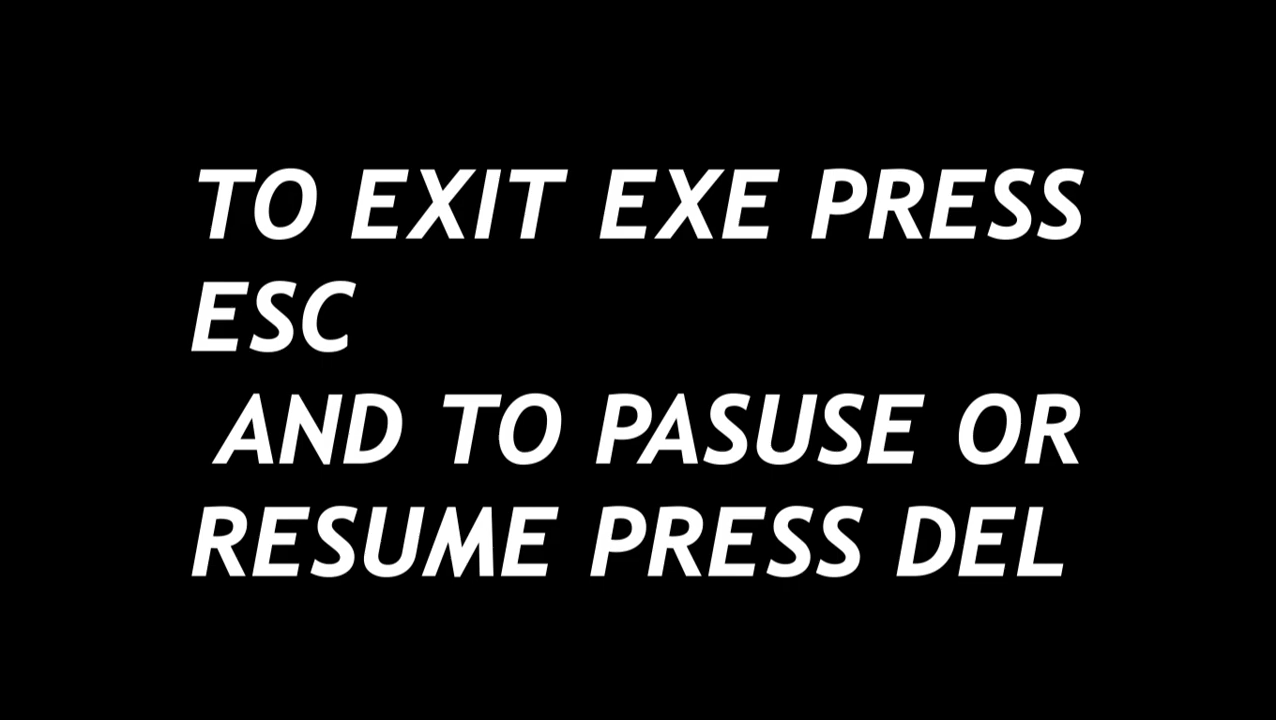 TO EXIT EXE PRESS
ESC
AND TO PASUSE OR
RESUME PRESS DEL